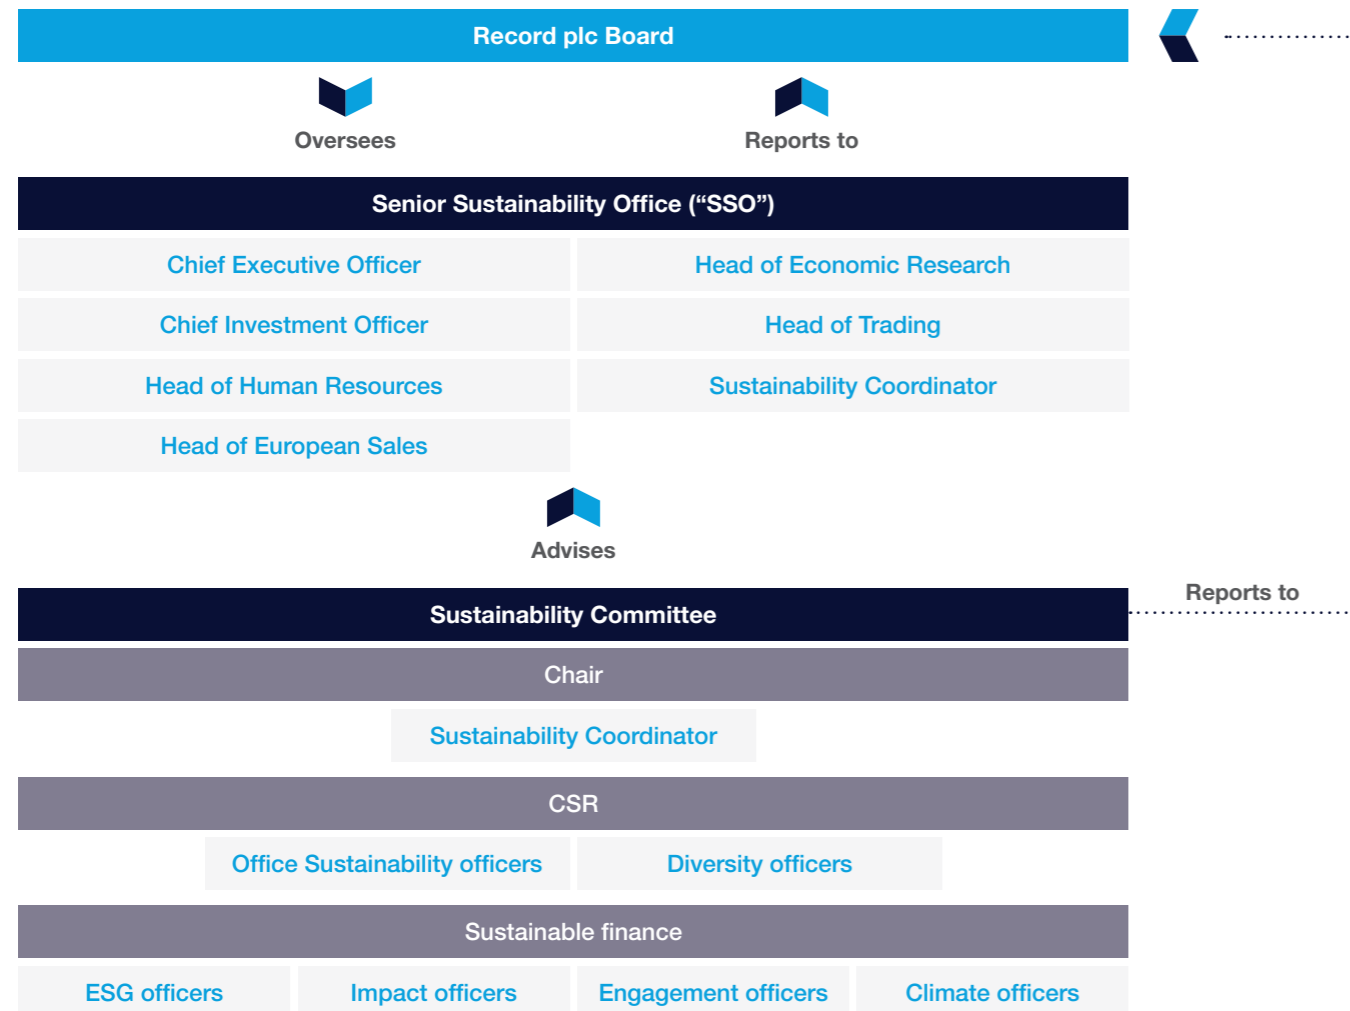 Record plc Board
Oversees
Reports to
Senior Sustainability Office (“SSO”)
Chief Executive Officer
Head of Economic Research
Chief Investment Officer
Head of Trading
Head of Human Resources
Sustainability Coordinator
Head of European Sales
Advises
Reports to
Sustainability Committee
Chair
Sustainability Coordinator
CSR
Office Sustainability officers
Diversity officers
Sustainable finance
ESG officers
Impact officers
Engagement officers
Climate officers